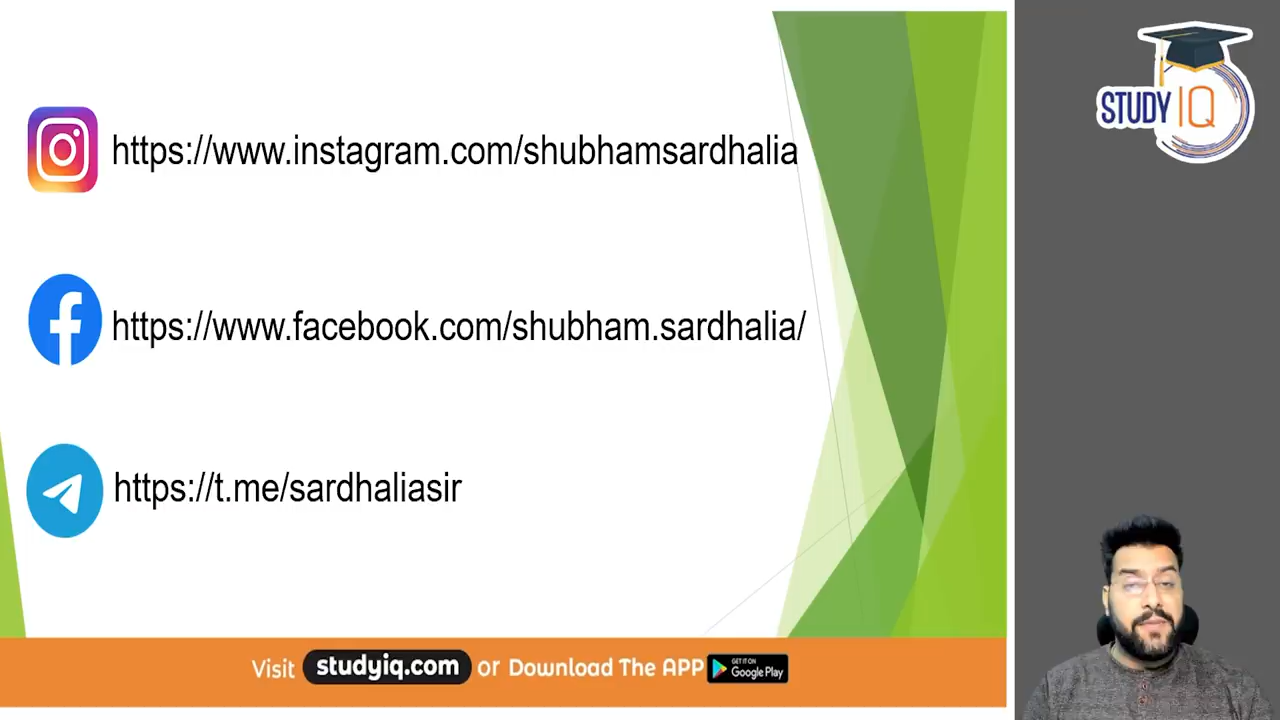 STUDY IQ
https://www.instagram.com/shubhamsardhalia
https://www.facebook.com/shubham.sardhalia/
https://t.me/sardhaliasir
Visit studyiq.com or Download The APP GET IT ON Google Play